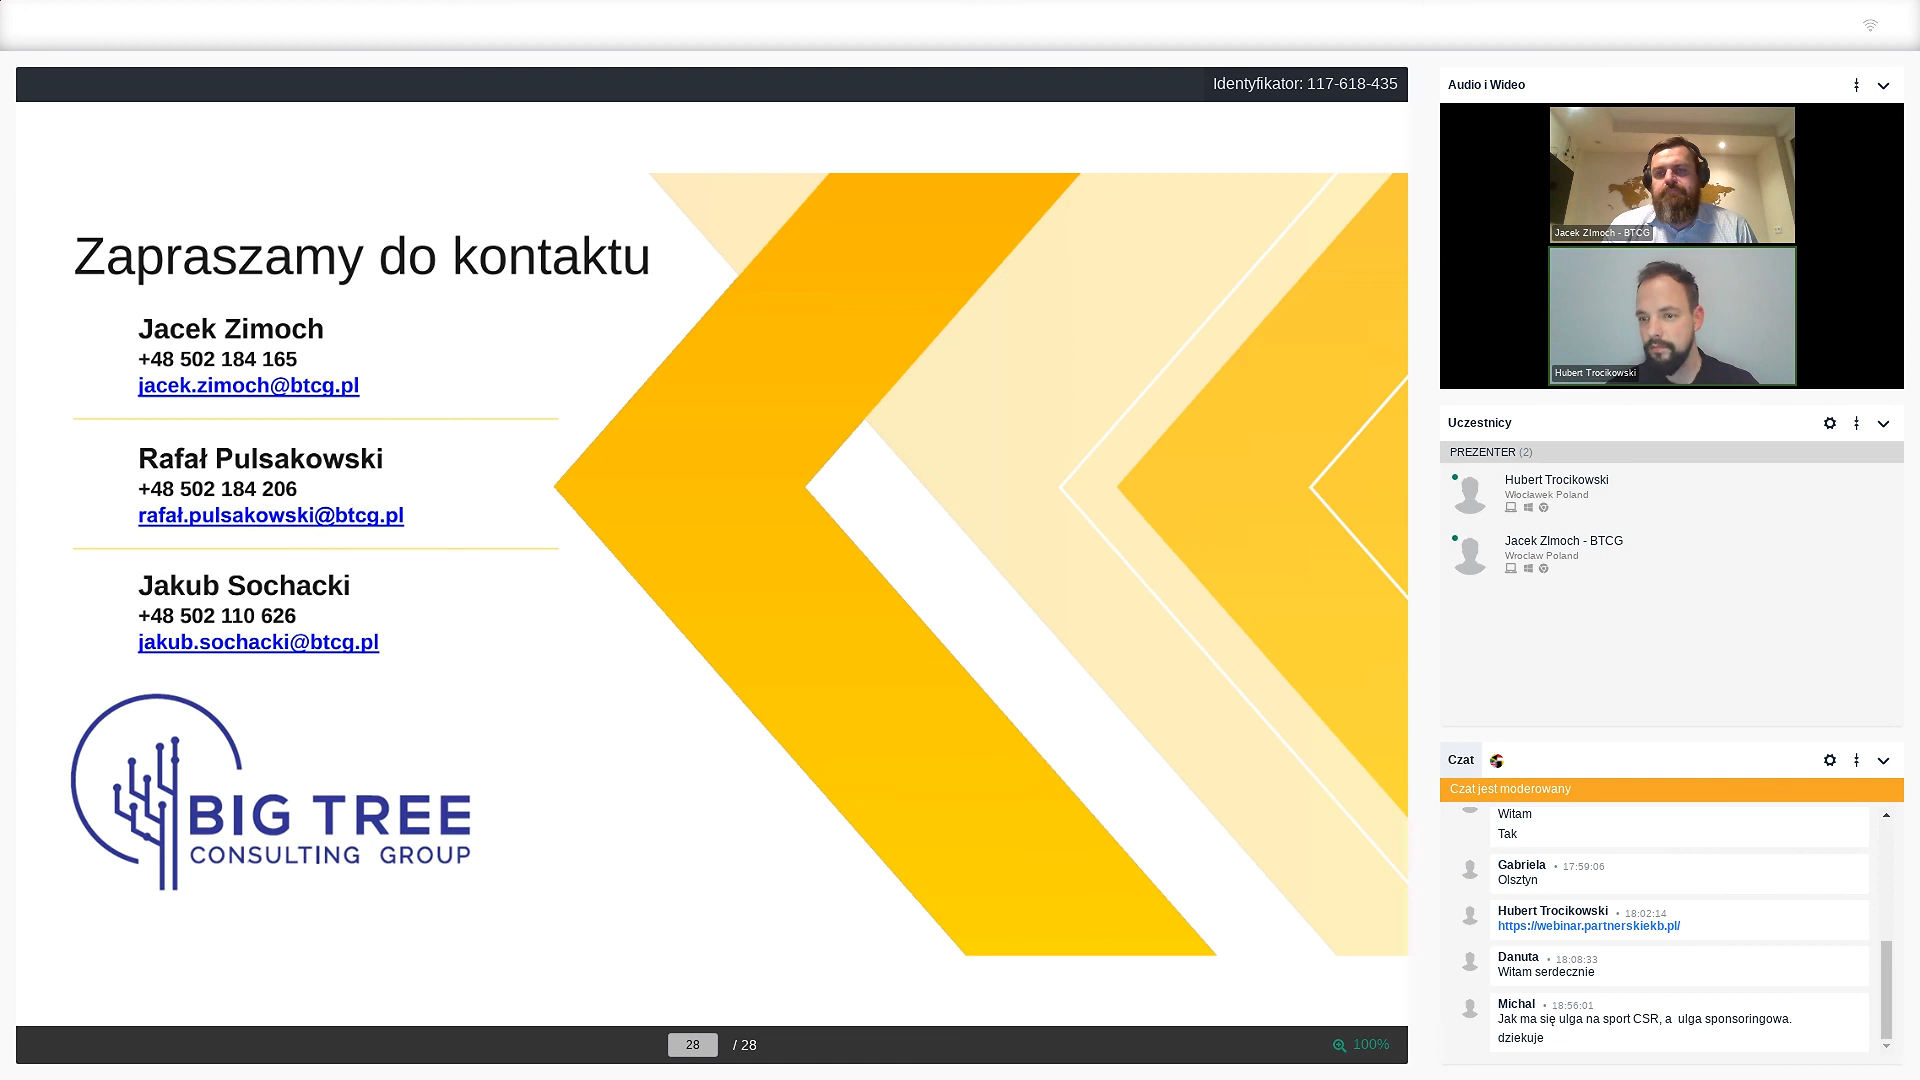 Identyfikator: 117-618-435
Zapraszamy do kontaktu
Jacek Zimoch
+48 502 184 165
jacek.zimoch@btcg.pl
Rafał Pulsakowski
+48 502 184 206
rafał.pulsakowski@btcg.pl
Jakub Sochacki
+48 502 110 626
jakub.sochacki@btcg.pl
BIG TREE
CONSULTING GROUP
28 / 28
100%
Audio i Wideo
Jacek ZImoch - BTCG
Hubert Trocikowski
Uczestnicy
PREZENTER (2)
Hubert Trocikowski
Włocławek Poland
Jacek ZImoch - BTCG
Wroclaw Poland
Czat
Czat jest moderowany
Witam
Tak
Gabriela • 17:59:06
Olsztyn
Hubert Trocikowski • 18:02:14
https://webinar.partnerskiekb.pl/
Danuta • 18:08:33
Witam serdecznie
Michal • 18:56:01
Jak ma się ulga na sport CSR, a  ulga sponsoringowa.
dziekuje